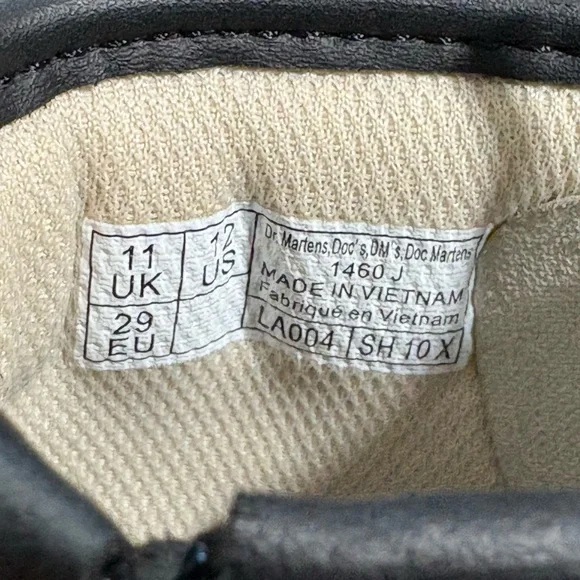 11
UK
12
US
29
EU
Dr. Martens,Doc's,DM's,Doc Martens
1460 J
MADE IN VIETNAM
Fabriqué en Vietnam
LA004 SH 10 X